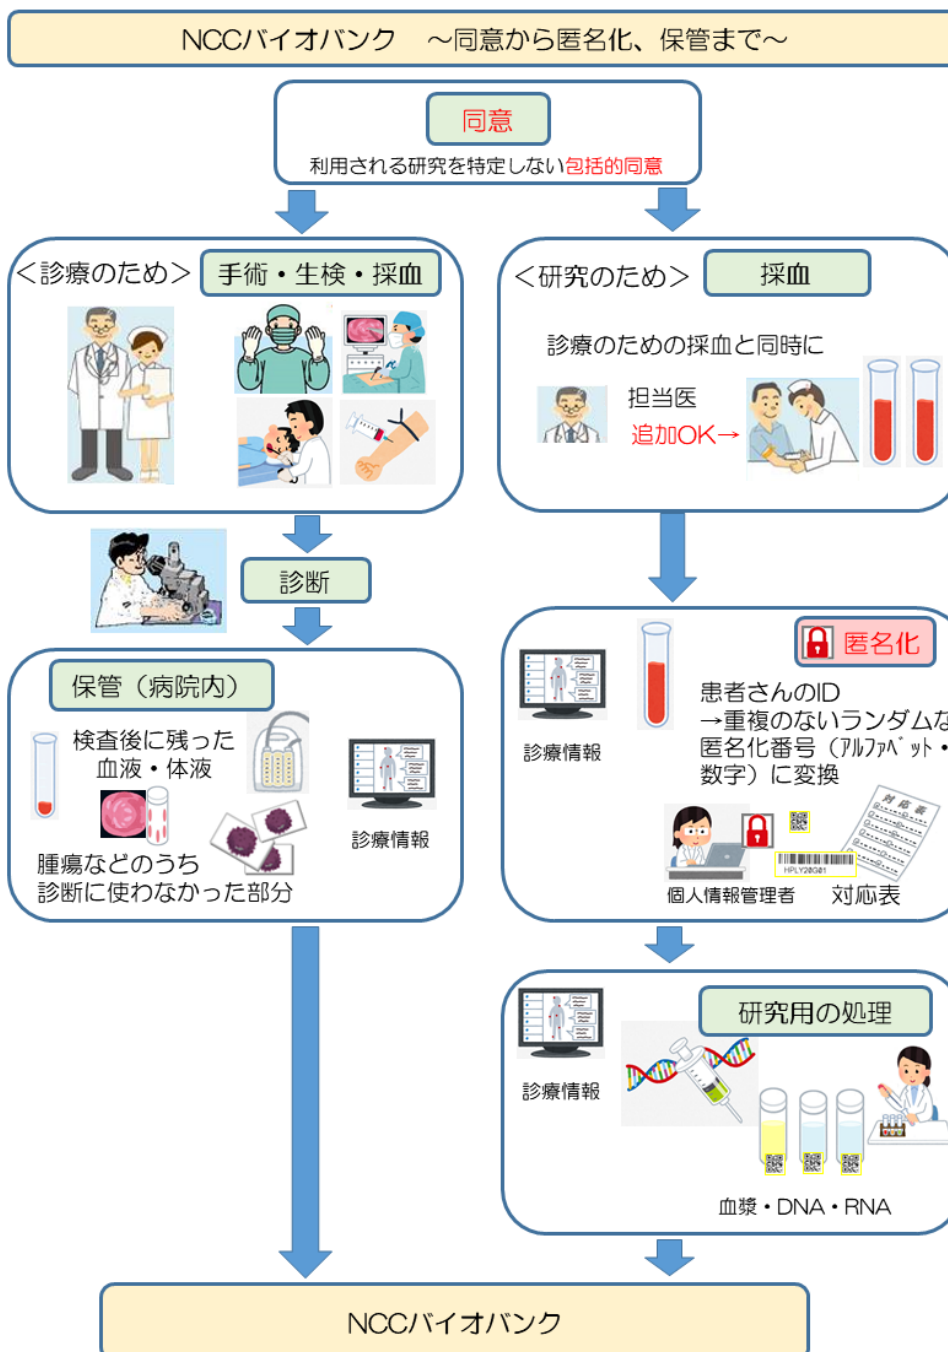 NCCバイオバンク　～同意から匿名化、保管まで～
同意
利用される研究を特定しない包括的同意
＜診療のため＞
手術・生検・採血
診断
保管（病院内）
検査後に残った
血液・体液
診療情報
腫瘍などのうち
診断に使わなかった部分
＜研究のため＞
採血
診療のための採血と同時に
担当医
追加OK→
匿名化
診療情報
患者さんのID
→重複のないランダムな
匿名化番号（ｱﾙﾌｧﾍﾞｯﾄ・
数字）に変換
対応表
HPLY20G01
個人情報管理者
対応表
研究用の処理
診療情報
血漿・DNA・RNA
NCCバイオバンク